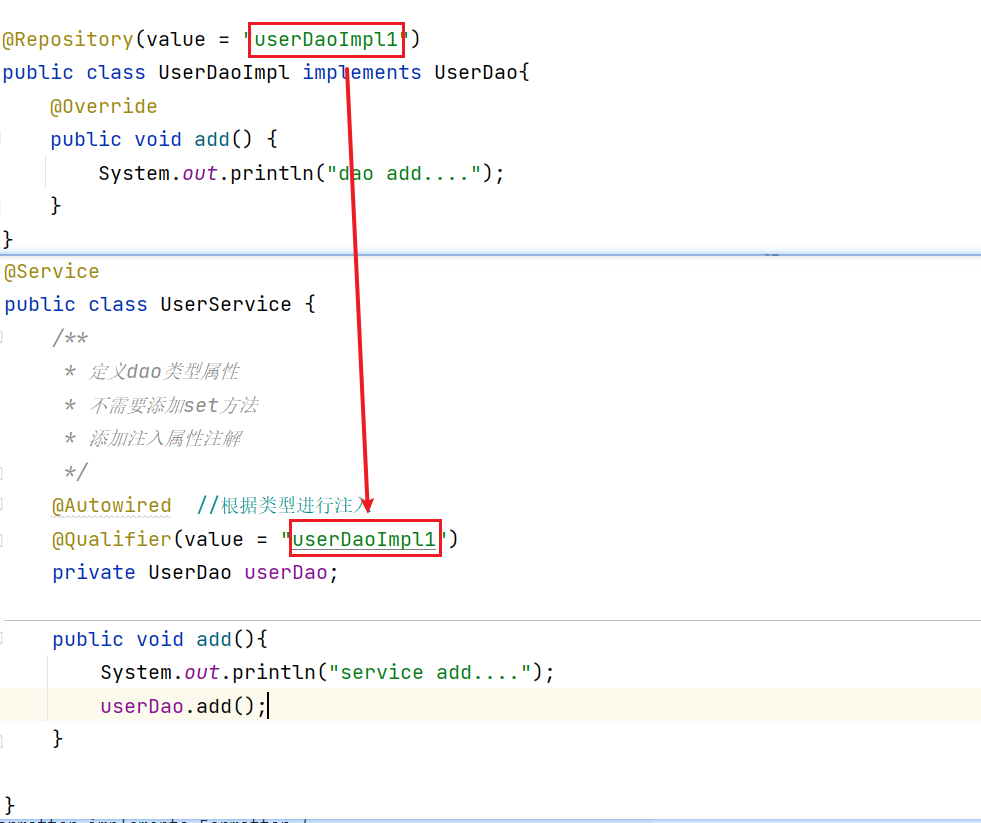 @Repository(value = "userDaoImpl1")
public class UserDaoImpl implements UserDao{
    @Override
    public void add() {
        System.out.println("dao add....");
    }
}
@Service
public class UserService {
    /**
     * 定义dao类型属性
     * 不需要添加set方法
     * 添加注入属性注解
     */
    @Autowired  //根据类型进行注入
    @Qualifier(value = "userDaoImpl1")
    private UserDao userDao;
    public void add(){
        System.out.println("service add....");
        userDao.add();
    }
}